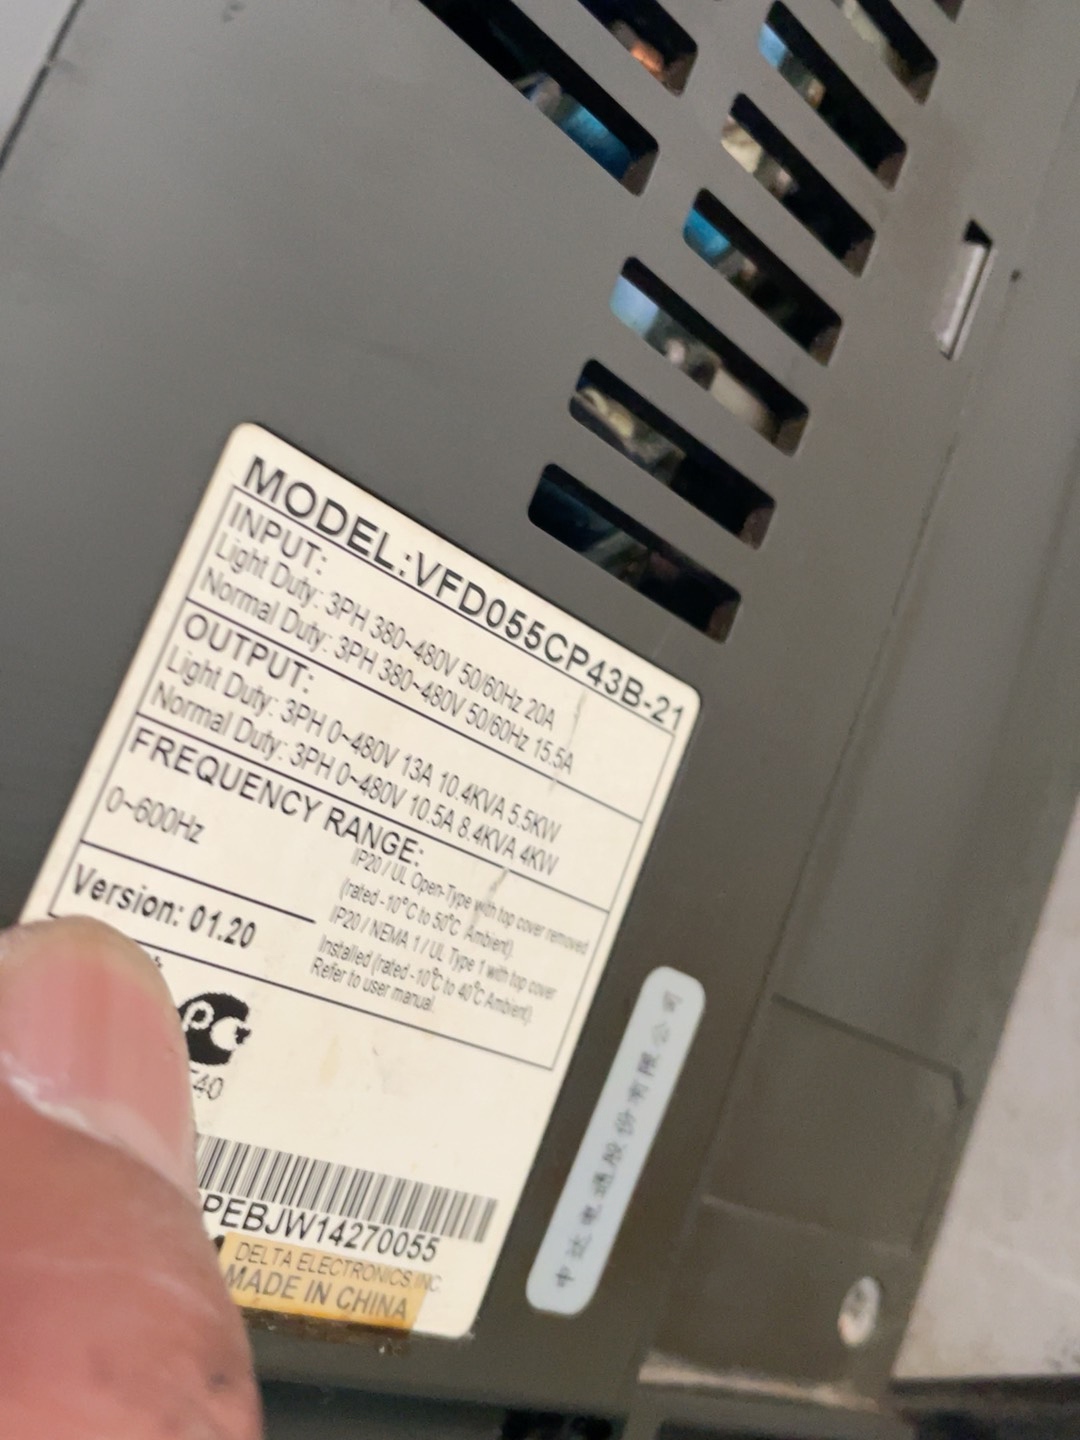 MODEL:VFD055CP43B-21
INPUT:
Light Duty: 3PH 380~480V 50/60Hz 20A
Normal Duty: 3PH 380~480V 50/60Hz 15.5A
OUTPUT:
Light Duty: 3PH 0~480V 13A 10.4KVA 5.5KW
Normal Duty: 3PH 0~480V 10.5A 8.4KVA 4KW
FREQUENCY RANGE:
0~600Hz
IP20 / UL Open-Type with top cover removed
(rated -10°C to 50°C Ambient).
IP20 / NEMA 1 / UL Type 1 with top cover
Installed (rated -10°C to 40°C Ambient).
Refer to user manual.
Version: 01.20
PEBJW14270055
DELTA ELECTRONICS, INC.
MADE IN CHINA
中达电通股份有限公司